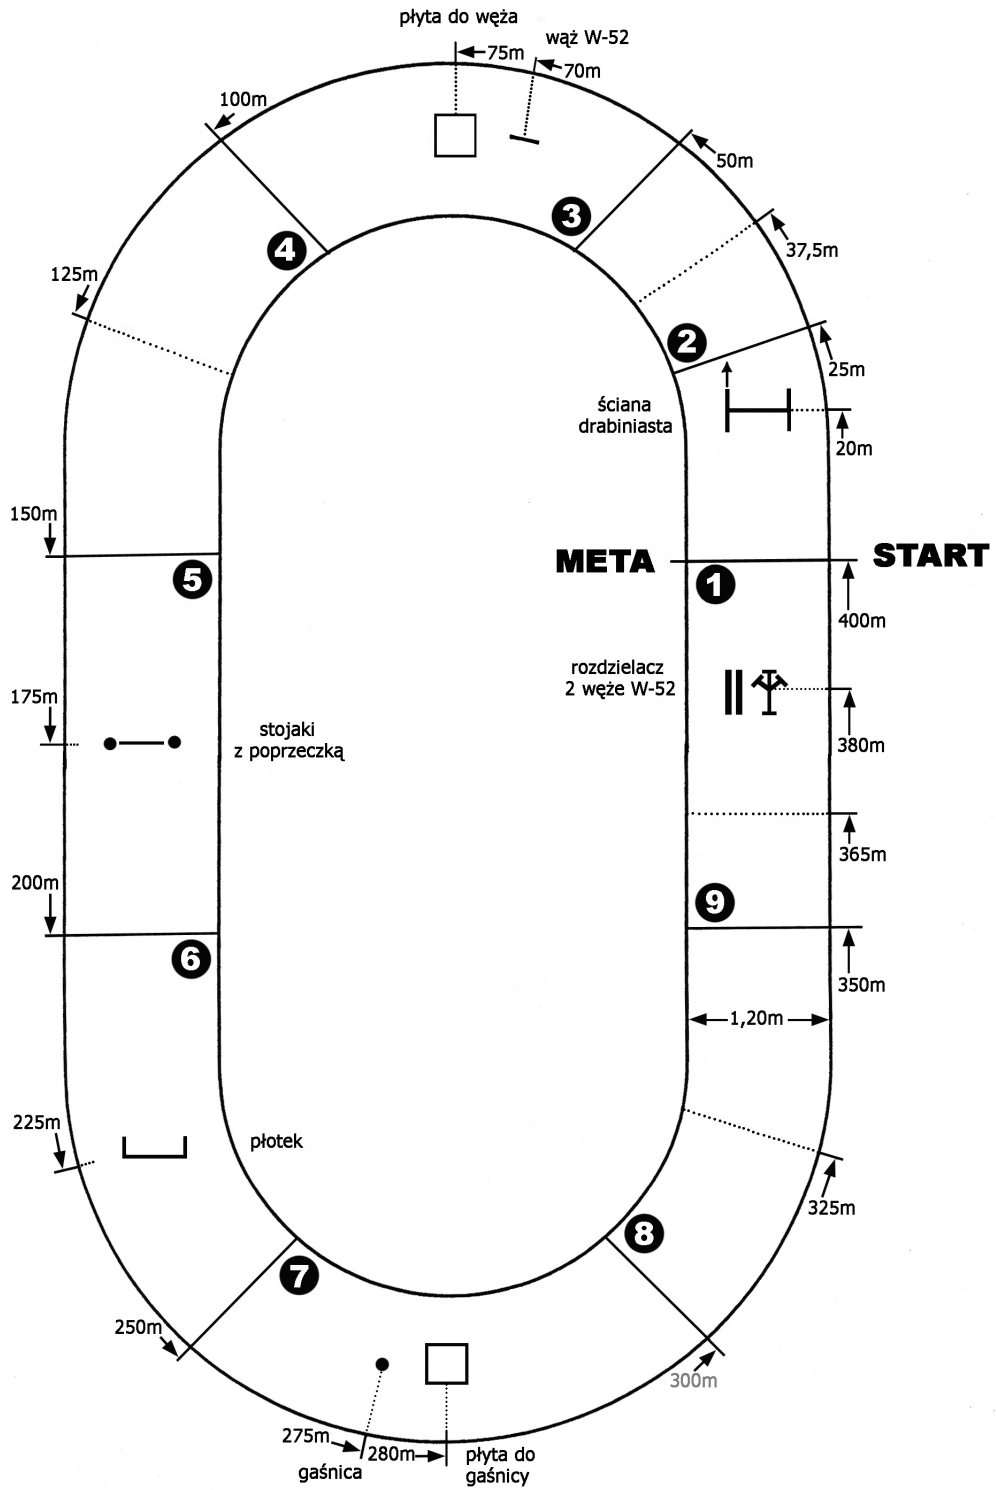 płyta do węża
wąż W-52
75m
70m
100m
50m
3
4
37,5m
125m
2
25m
ściana
drabiniasta
20m
150m
META
START
5
1
400m
rozdzielacz
2 węże W-52
175m
stojaki
z poprzeczką
380m
365m
200m
9
6
350m
1,20m
225m
płotek
325m
8
7
250m
300m
275m
280m
płyta do
gaśnicy
gaśnica